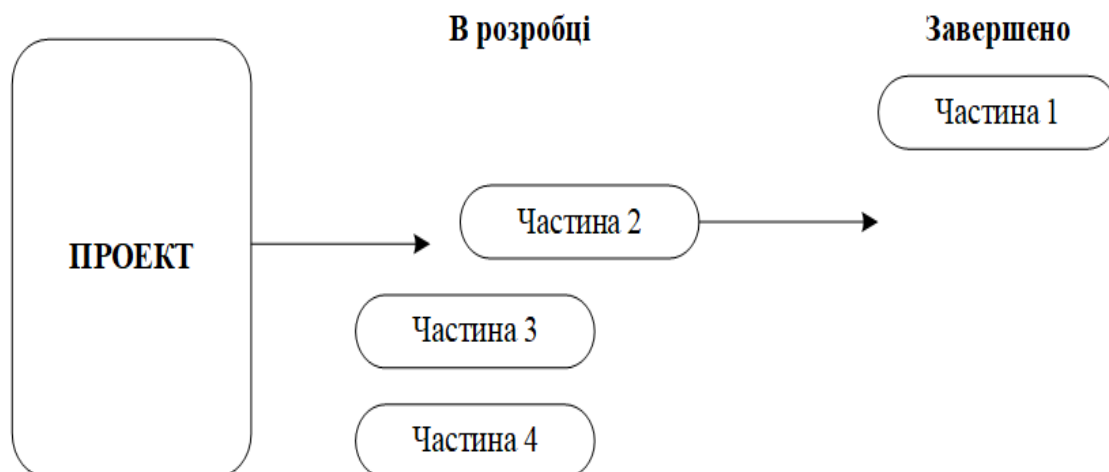 В розробці
Завершено
Частина 1
Частина 2
ПРОЕКТ
Частина 3
Частина 4